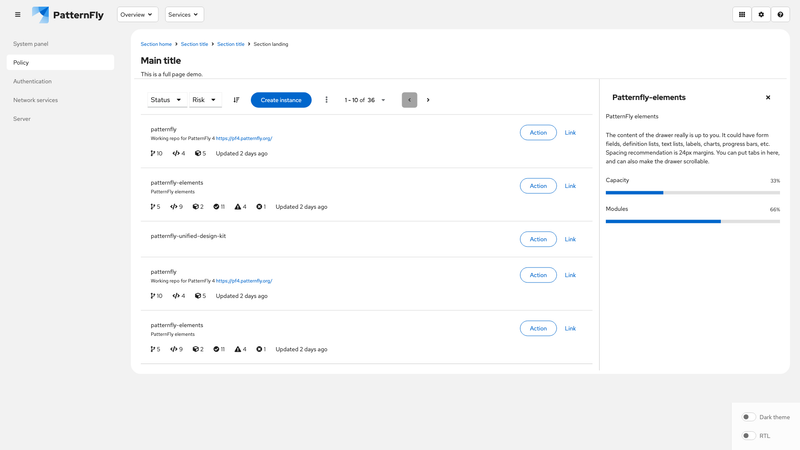 PatternFly
Overview
Services
System panel
Policy
Authentication
Network services
Server
Section home
Section title
Section title
Section landing
Main title
This is a full page demo.
Status
Risk
Create instance
1 - 10 of 36
patternfly
Working repo for PatternFly 4 https://pf4.patternfly.org/
10 4 5 Updated 2 days ago
Action Link
patternfly-elements
PatternFly elements
5 9 2 11 4 1 Updated 2 days ago
Action Link
patternfly-unified-design-kit
Action Link
patternfly
Working repo for PatternFly 4 https://pf4.patternfly.org/
10 4 5 Updated 2 days ago
Action Link
patternfly-elements
PatternFly elements
5 9 2 11 4 1 Updated 2 days ago
Action Link
Patternfly-elements
PatternFly elements
The content of the drawer really is up to you. It could have form
fields, definition lists, text lists, labels, charts, progress bars, etc.
Spacing recommendation is 24px margins. You can put tabs in here,
and can also make the drawer scrollable.
Capacity 33%
Modules 66%
Dark theme
RTL